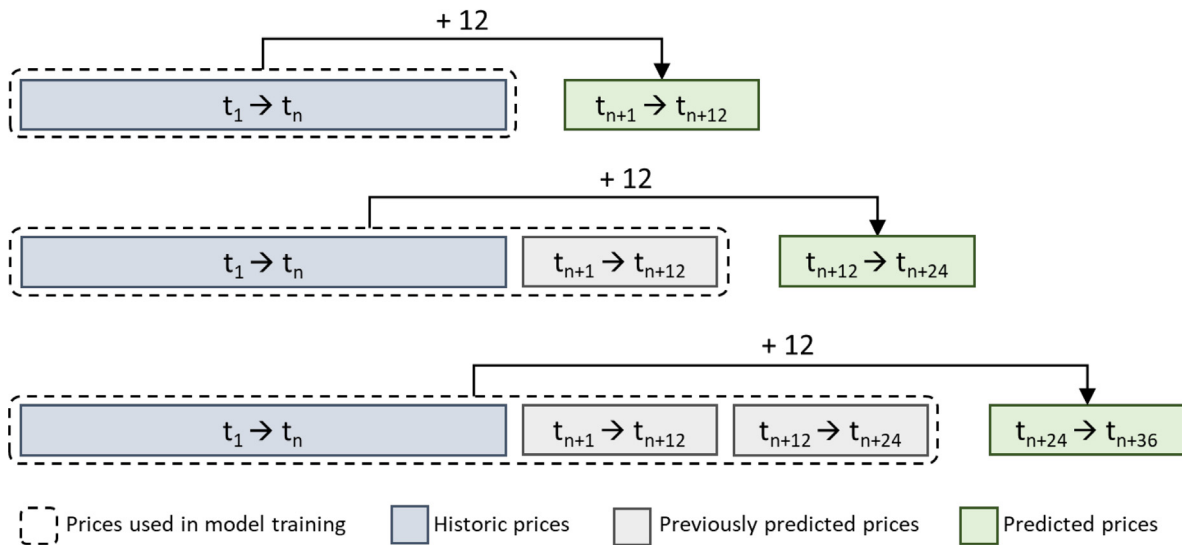 + 12
t₁ → tₙ
tₙ₊₁ → tₙ₊₁₂
+ 12
t₁ → tₙ
tₙ₊₁ → tₙ₊₁₂
tₙ₊₁₂ → tₙ₊₂₄
+ 12
t₁ → tₙ
tₙ₊₁ → tₙ₊₁₂
tₙ₊₁₂ → tₙ₊₂₄
tₙ₊₂₄ → tₙ₊₃₆
Prices used in model training
Historic prices
Previously predicted prices
Predicted prices